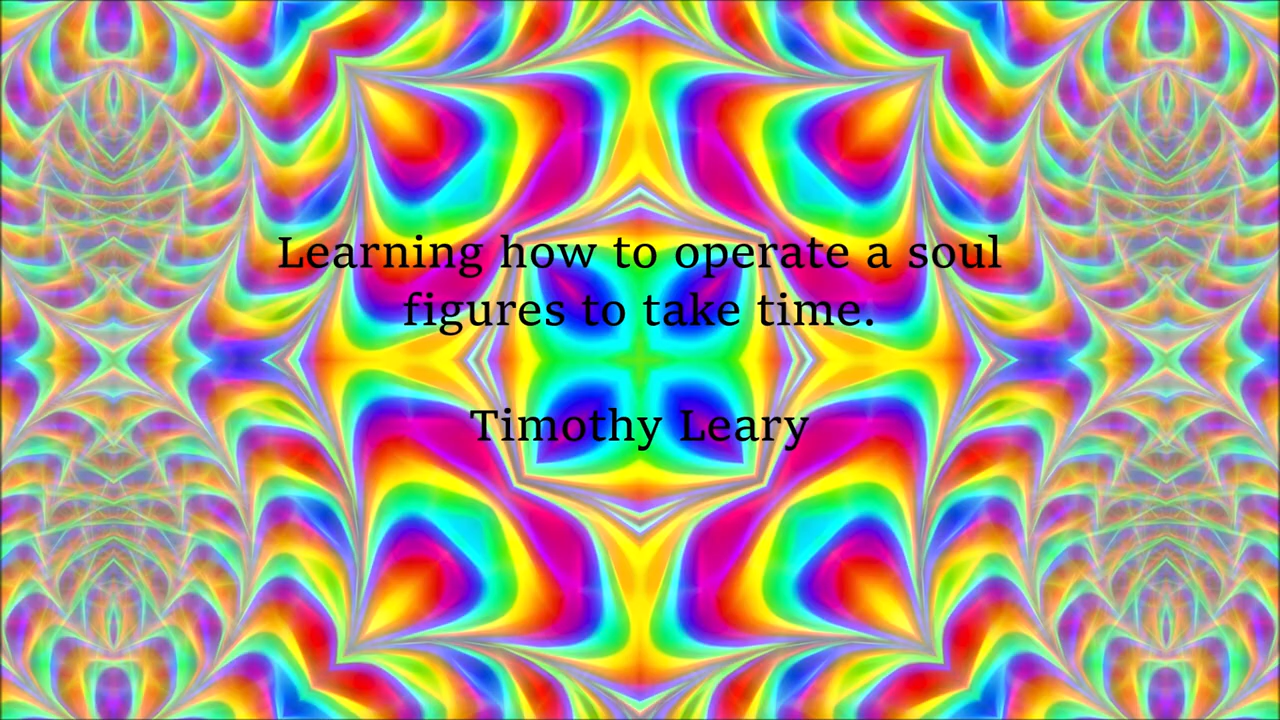 Learning how to operate a soul
figures to take time.
Timothy Leary